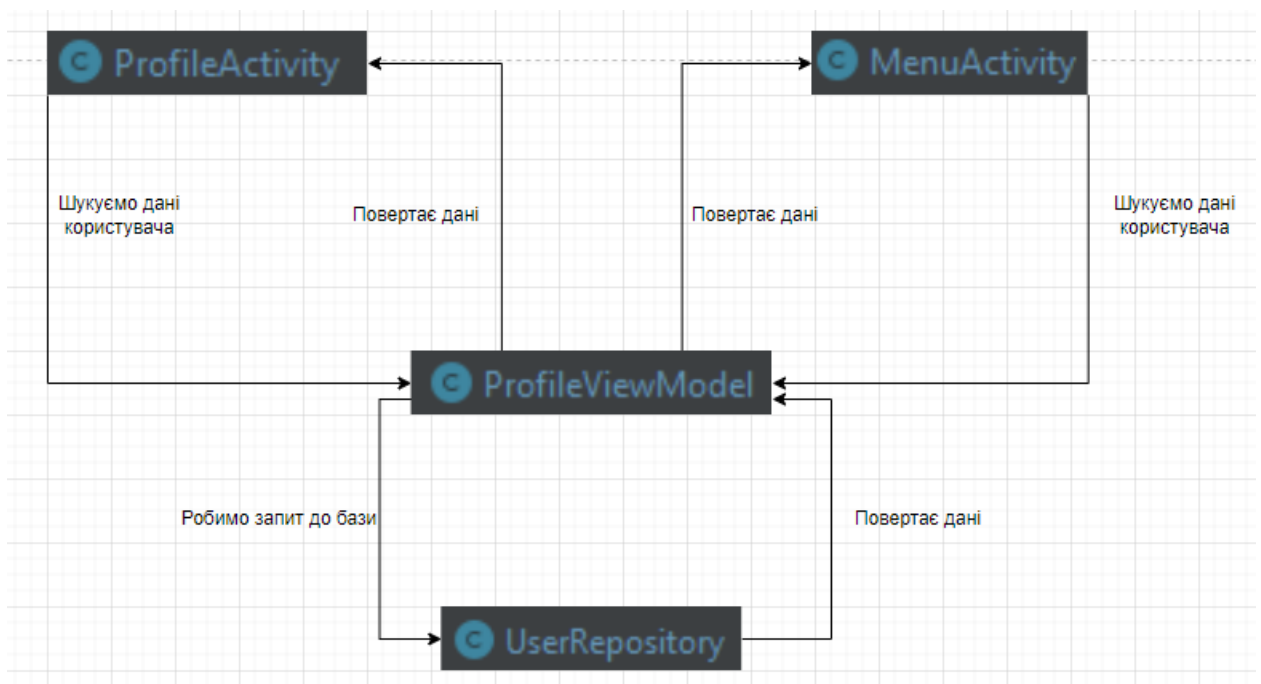 C ProfileActivity
C MenuActivity
Шукуємо дані
користувача
Повертає дані
Повертає дані
Шукуємо дані
користувача
C ProfileViewModel
Робимо запит до бази
Повертає дані
C UserRepository